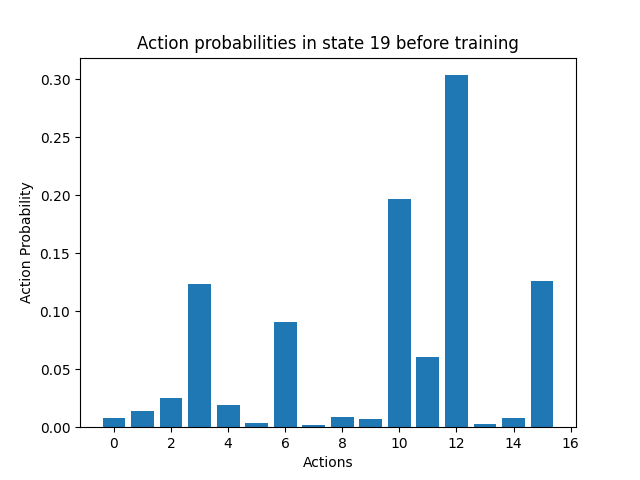 Action probabilities in state 19 before training
0.30
0.25
0.20
0.15
0.10
0.05
0.00
Action Probability
0 2 4 6 8 10 12 14 16
Actions